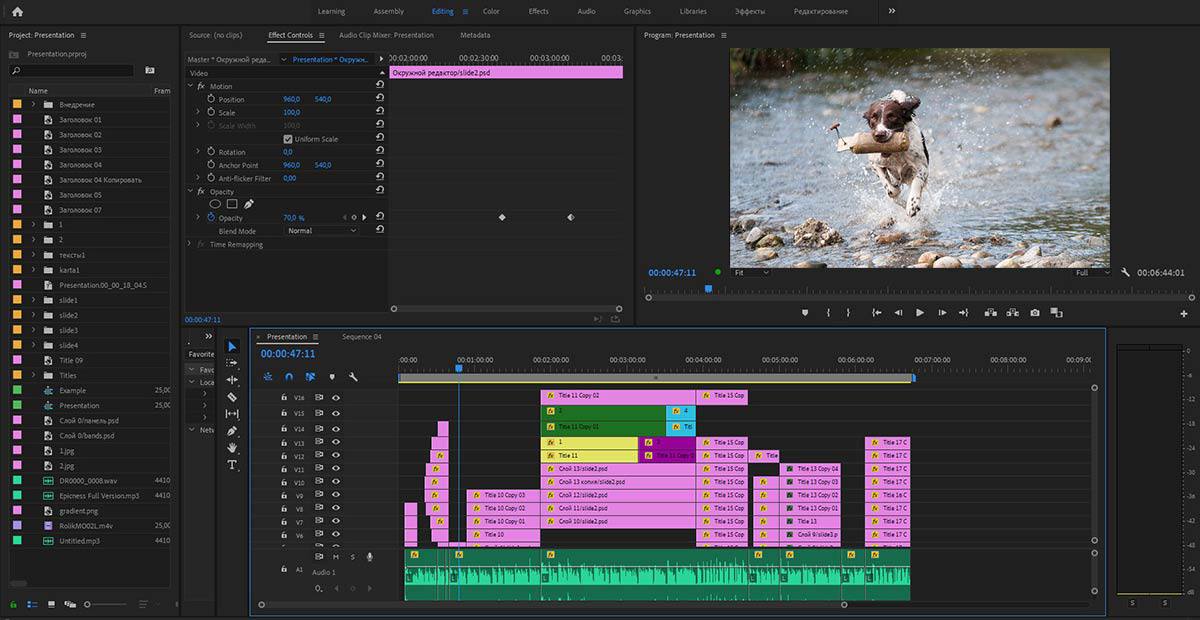 Learning Assembly Editing Color Effects Audio Graphics Libraries Эффекты Редактирование
Project: Presentation
Presentation.prproj
Name Fram
Внедрение
Заголовок 01
Заголовок 02
Заголовок 03
Заголовок 04
Заголовок 04 Копировать
Заголовок 05
Заголовок 07
1
2
тексты1
karta1
Presentation.00_00_18_04.S
slide1
slide2
slide3
slide4
Title 09
Titles
Example 25,00
Presentation 25,00
Слой 0/панель.psd
Слой 0/bands.psd
1.jpg
2.jpg
DR0000_0008.wav 4410
Epicness Full Version.mp3 4410
gradient.png
RolikMO02L.m4v 25,00
Untitled.mp3 4410
Source: (no clips) Effect Controls Audio Clip Mixer: Presentation Metadata
Master * Окружной реда... Presentation * Окружн...
00:02:00:00 00:02:30:00 00:03:00:00 00:03:
Video
Окружной редактор/slide2.psd
Motion
Position 960,0 540,0
Scale 100,0
Scale Width 100,0
Uniform Scale
Rotation 0,0
Anchor Point 960,0 540,0
Anti-flicker Filter 0,00
Opacity
Opacity 70,0 %
Blend Mode Normal
Time Remapping
00:00:47:11
Program: Presentation
00:00:47:11 Fit Full 00:06:44:01
Favorite
Favo
Loca
Netv
Presentation Sequence 04
00:00:47:11
:00:00 00:01:00:00 00:02:00:00 00:03:00:00 00:04:00:00 00:05:00:00 00:06:00:00 00:07:00:00 00:08:00:00 00:09:0
V16 Title 11 Copy 02 Title 15 Cop
V15 2 4
V14 Title 11 Copy 01 Titl
V13 1 3 Title 15 Cop Title 17 C
V12 Title 11 Title 11 Copy 0 Title 15 Cop Title Title 17 C
V11 Слой 13/slide2.psd Title 15 Cop Title 13 Copy 04 Title 17 C
V10 Слой 13 копия/slide2.psd Title 15 Cop Title 13 Copy 03 Title 17 C
V9 Title 10 Copy 03 Слой 12/slide2.psd Title 15 Cop Title 13 Copy 02 Title 16 C
V8 Title 10 Copy 02 Слой 11/slide2.psd Title 15 Cop Title 13 Copy 01 Title 17 C
V7 Title 10 Copy 01 Слой 10/slide2.psd Title 15 Cop Title 13 Title 17 C
V6 Title 10 Title 15 Cop Слой 9/slide3.p Title 17 C
M S
A1 Audio 1
0
-6
-12
-18
-24
-30
-36
-42
-48
-54
dB
S S